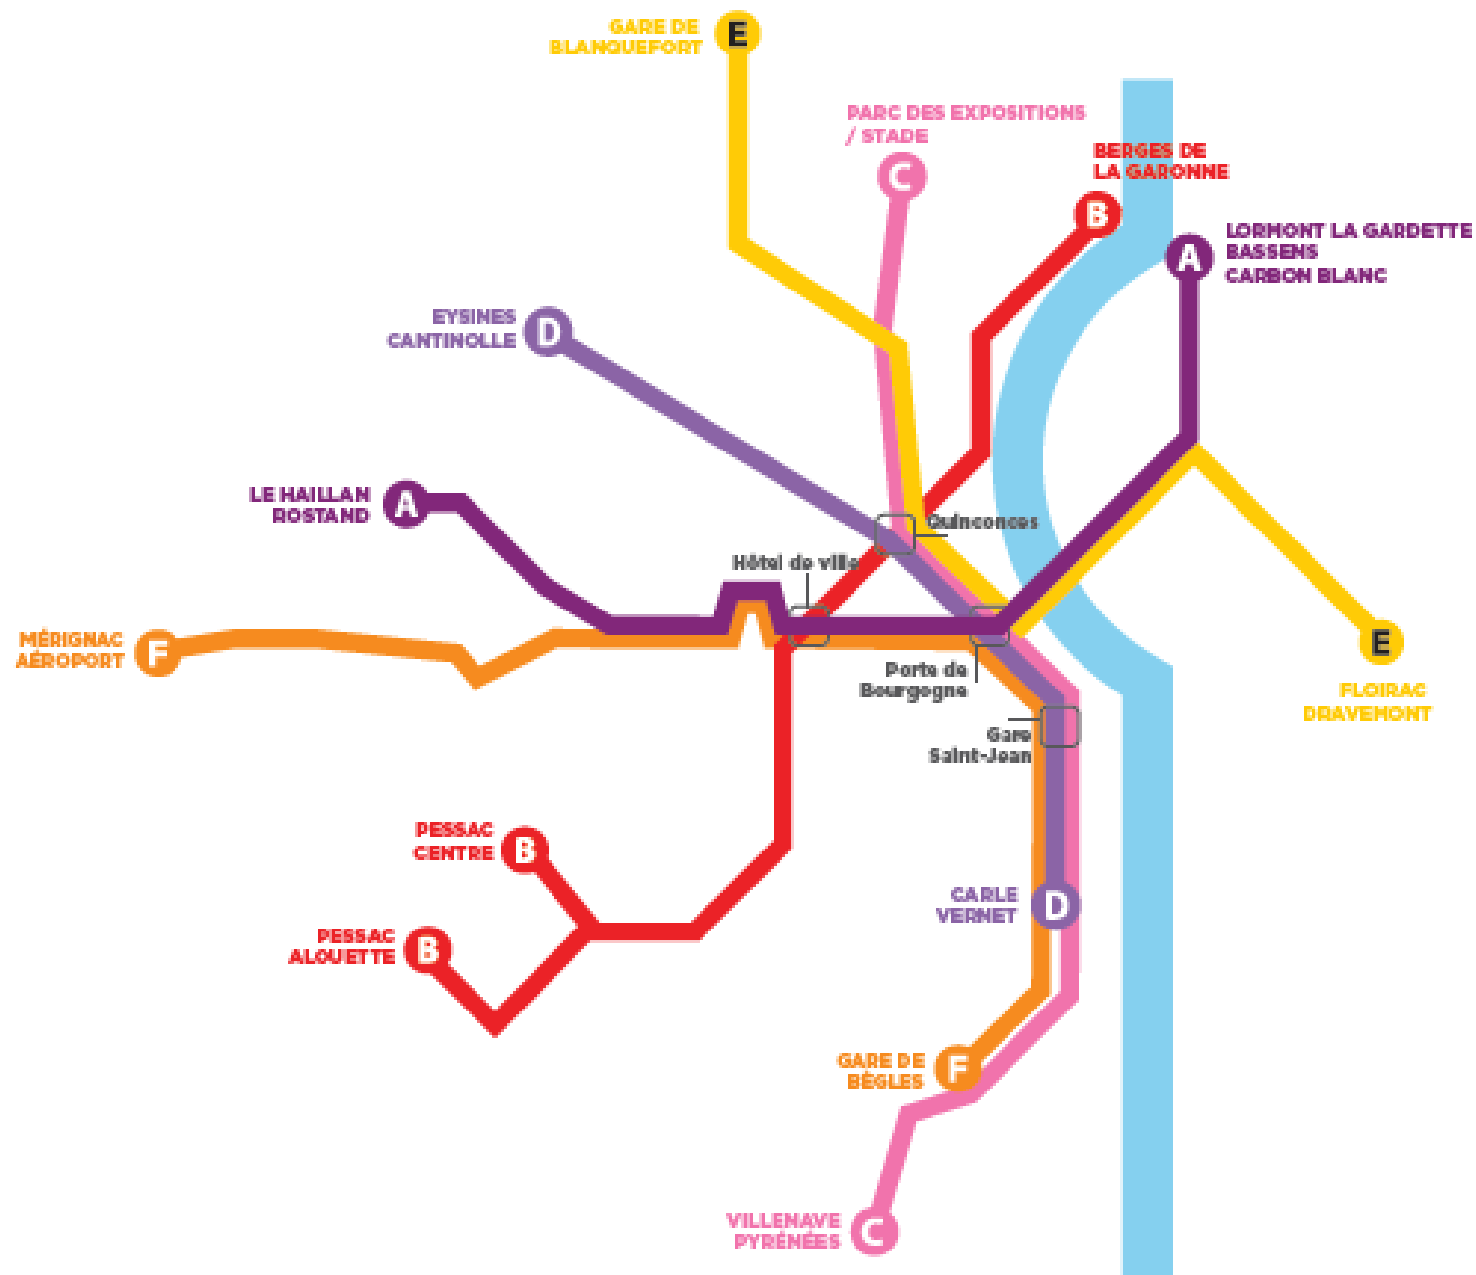 GARE DE
BLANQUEFORT
E
PARC DES EXPOSITIONS
/ STADE
C
BERGES DE
LA GARONNE
B
LORMONT LA GARDETTE
BASSENS
CARBON BLANC
A
EYSINES
CANTINOLLE
D
LE HAILLAN
ROSTAND
A
Quinconces
Hôtel de ville
MÉRIGNAC
AÉROPORT
F
Porte de
Bourgogne
E
FLOIRAC
DRAVEMONT
Gare
Saint-Jean
PESSAC
CENTRE
B
CARLE
VERNET
D
PESSAC
ALOUETTE
B
GARE DE
BÈGLES
F
VILLENAVE
PYRÉNÉES
C